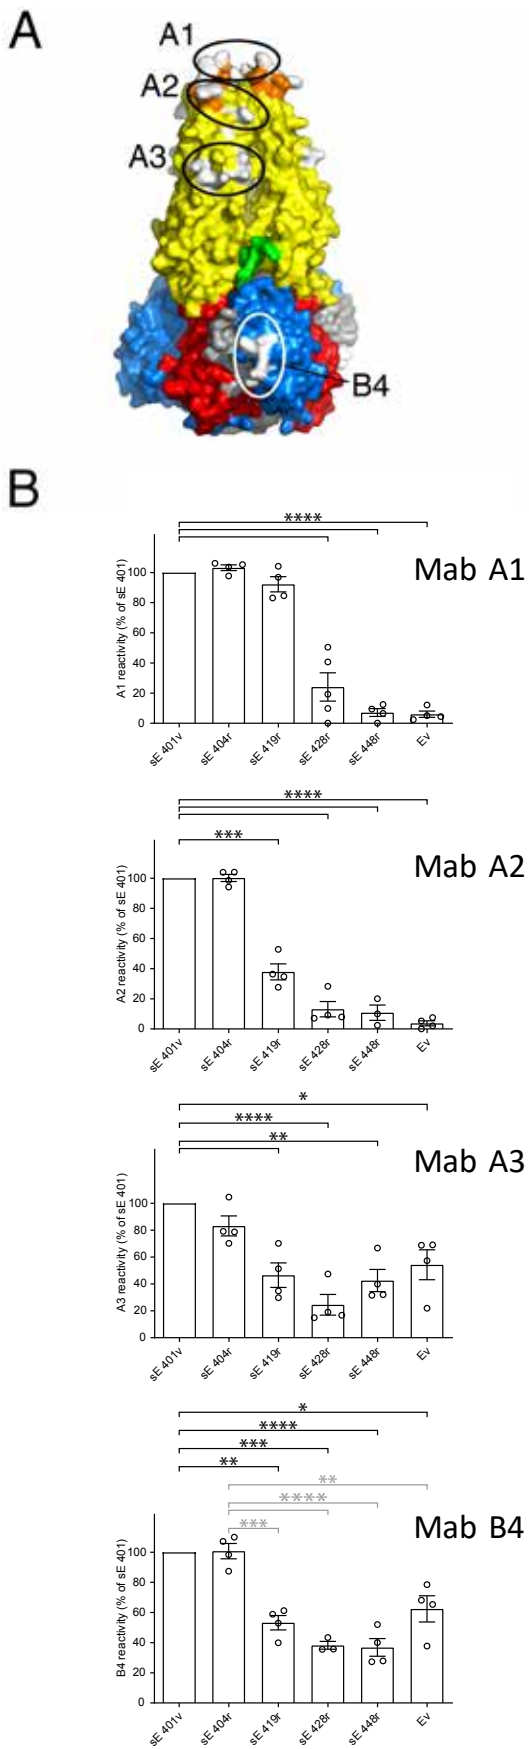 A
A1
A2
A3
B4
B
****
Mab A1
A1 reactivity (% of sE 401)
100
80
60
40
20
0
sE 401v
sE 404r
sE 419r
sE 428r
sE 448r
Ev
****
***
Mab A2
A2 reactivity (% of sE 401)
100
80
60
40
20
0
sE 401v
sE 404r
sE 419r
sE 428r
sE 448r
Ev
*
****
**
Mab A3
A3 reactivity (% of sE 401)
100
80
60
40
20
0
sE 401v
sE 404r
sE 419r
sE 428r
sE 448r
Ev
*
****
***
**
**
****
***
Mab B4
B4 reactivity (% of sE 401)
100
80
60
40
20
0
sE 401v
sE 404r
sE 419r
sE 428r
sE 448r
Ev